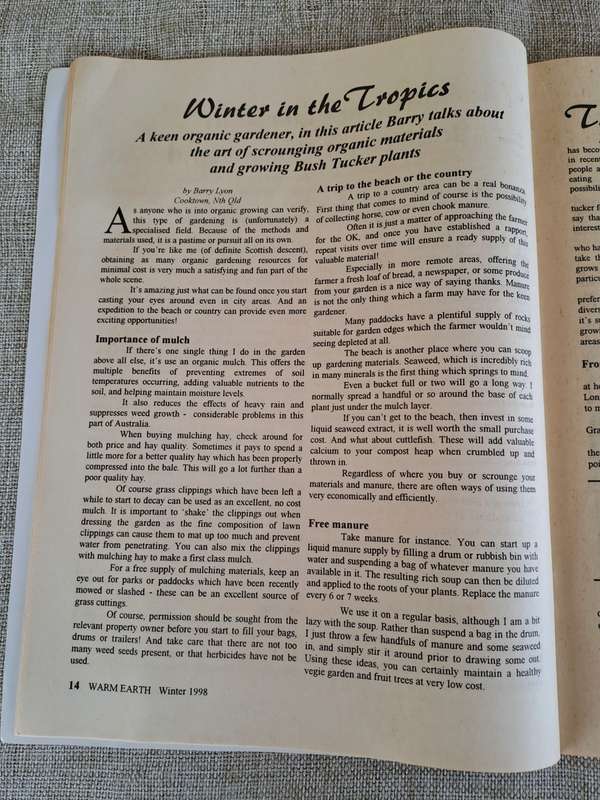 Winter in the Tropics
A keen organic gardener, in this article Barry talks about
the art of scrounging organic materials
and growing Bush Tucker plants
by Barry Lyon
Cooktown, Nth Qld
As anyone who is into organic growing can verify,
this type of gardening is (unfortunately) a
specialised field. Because of the methods and
materials used, it is a pastime or pursuit all on its own.
If you're like me (of definite Scottish descent),
obtaining as many organic gardening resources for
minimal cost is very much a satisfying and fun part of the
whole scene.
It's amazing just what can be found once you start
casting your eyes around even in city areas. And an
expedition to the beach or country can provide even more
exciting opportunities!
Importance of mulch
If there's one single thing I do in the garden
above all else, it's use an organic mulch. This offers the
multiple benefits of preventing extremes of soil
temperatures occurring, adding valuable nutrients to the
soil, and helping maintain moisture levels.
It also reduces the effects of heavy rain and
suppresses weed growth - considerable problems in this
part of Australia.
When buying mulching hay, check around for
both price and hay quality. Sometimes it pays to spend a
little more for a better quality hay which has been properly
compressed into the bale. This will go a lot further than a
poor quality hay.
Of course grass clippings which have been left a
while to start to decay can be used as an excellent, no cost
mulch. It is important to 'shake' the clippings out when
dressing the garden as the fine composition of lawn
clippings can cause them to mat up too much and prevent
water from penetrating. You can also mix the clippings
with mulching hay to make a first class mulch.
For a free supply of mulching materials, keep an
eye out for parks or paddocks which have been recently
mowed or slashed - these can be an excellent source of
grass cuttings.
Of course, permission should be sought from the
relevant property owner before you start to fill your bags,
drums or trailers! And take care that there are not too
many weed seeds present, or that herbicides have not be
used.
A trip to the beach or the country
A trip to a country area can be a real bonanza.
First thing that comes to mind of course is the possibility
of collecting horse, cow or even chook manure.
Often it is just a matter of approaching the farmer
for the OK, and once you have established a rapport,
repeat visits over time will ensure a ready supply of this
valuable material!
Especially in more remote areas, offering the
farmer a fresh loaf of bread, a newspaper, or some produce
from your garden is a nice way of saying thanks. Manure
is not the only thing which a farm may have for the keen
gardener.
Many paddocks have a plentiful supply of rocks
suitable for garden edges which the farmer wouldn't mind
seeing depleted at all.
The beach is another place where you can scoop
up gardening materials. Seaweed, which is incredibly rich
in many minerals is the first thing which springs to mind.
Even a bucket full or two will go a long way. I
normally spread a handful or so around the base of each
plant just under the mulch layer.
If you can't get to the beach, then invest in some
liquid seaweed extract, it is well worth the small purchase
cost. And what about cuttlefish. These will add valuable
calcium to your compost heap when crumbled up and
thrown in.
Regardless of where you buy or scrounge your
materials and manure, there are often ways of using them
very economically and efficiently.
Free manure
Take manure for instance. You can start up a
liquid manure supply by filling a drum or rubbish bin with
water and suspending a bag of whatever manure you have
available in it. The resulting rich soup can then be diluted
and applied to the roots of your plants. Replace the manure
every 6 or 7 weeks.
We use it on a regular basis, although I am a bit
lazy with the soup. Rather than suspend a bag in the drum,
I just throw a few handfuls of manure and some seaweed
in, and simply stir it around prior to drawing some out.
Using these ideas, you can certainly maintain a healthy
vegie garden and fruit trees at very low cost.
14 WARM EARTH Winter 1998
has beco
in recent
people a
eating
possibili
tucker f
as they
interest
who ha
take th
grows
particu
prefer
divers
it's s
growi
areas
Fro
at he
Lon
to m
Gra
the
poi